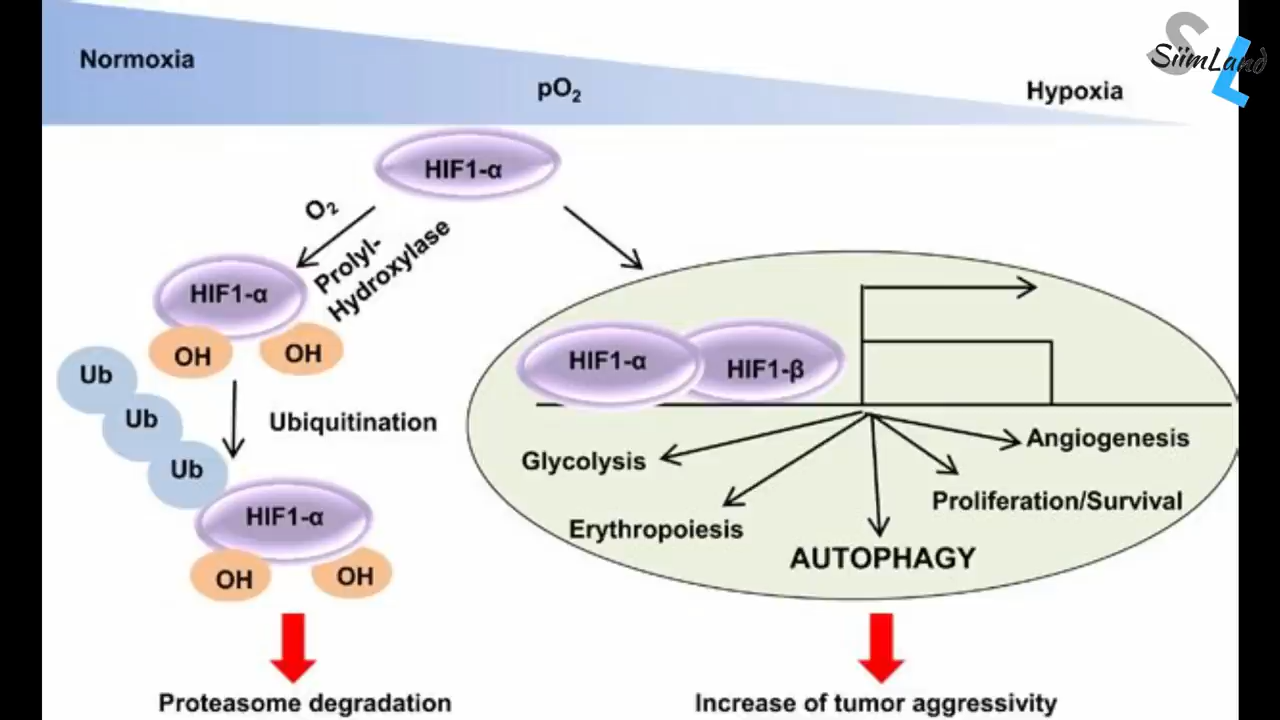 Normoxia
pO₂
Hypoxia
S L
SiimLand
HIF1-α
O₂
Prolyl-
Hydroxylase
HIF1-α
OH
OH
Ub
Ub
Ub
Ubiquitination
HIF1-α
OH
OH
Proteasome degradation
HIF1-α
HIF1-β
Glycolysis
Erythropoiesis
AUTOPHAGY
Proliferation/Survival
Angiogenesis
Increase of tumor aggressivity